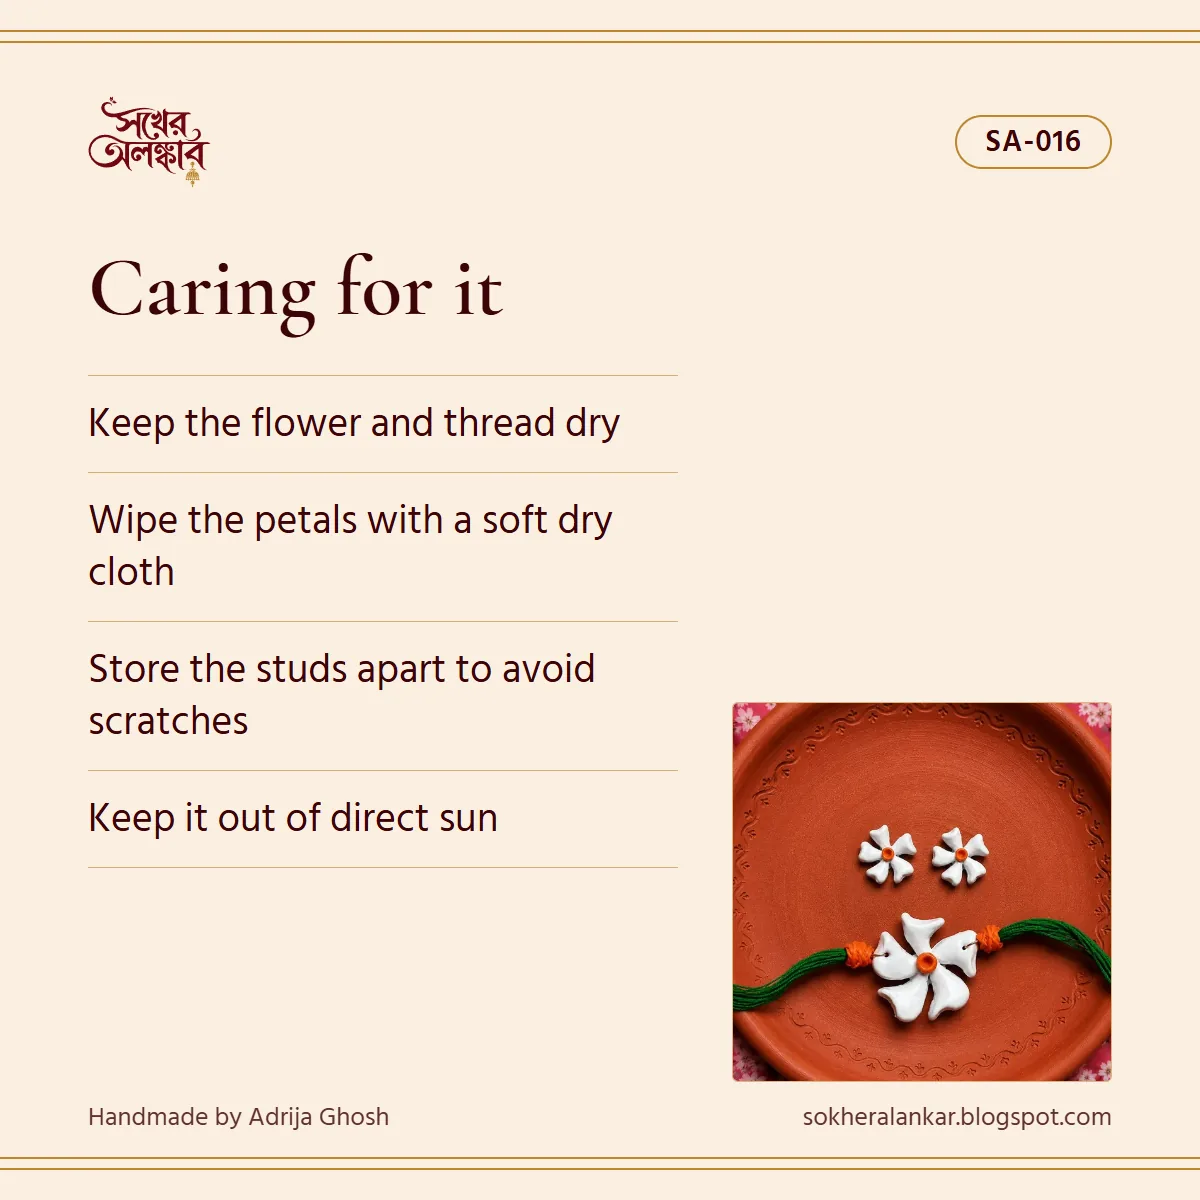 সখের
অলঙ্কার
SA-016
Caring for it
Keep the flower and thread dry
Wipe the petals with a soft dry
cloth
Store the studs apart to avoid
scratches
Keep it out of direct sun
Handmade by Adrija Ghosh
sokheralankar.blogspot.com